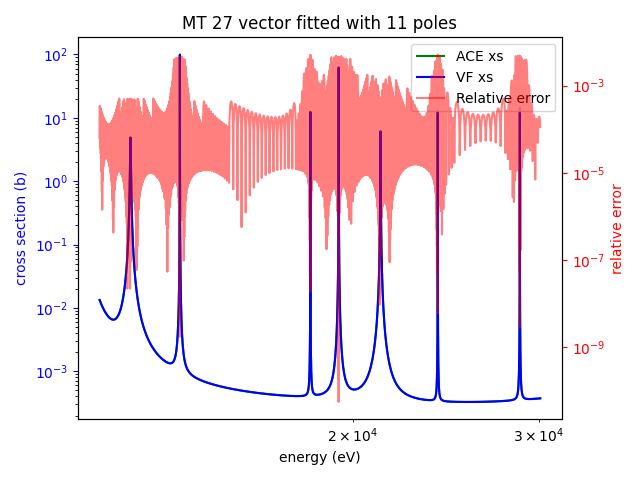 MT 27 vector fitted with 11 poles
ACE xs
VF xs
Relative error
cross section (b)
10²
10¹
10⁰
10⁻¹
10⁻²
10⁻³
10⁻³
10⁻⁵
10⁻⁷
10⁻⁹
relative error
2 × 10⁴
3 × 10⁴
energy (eV)